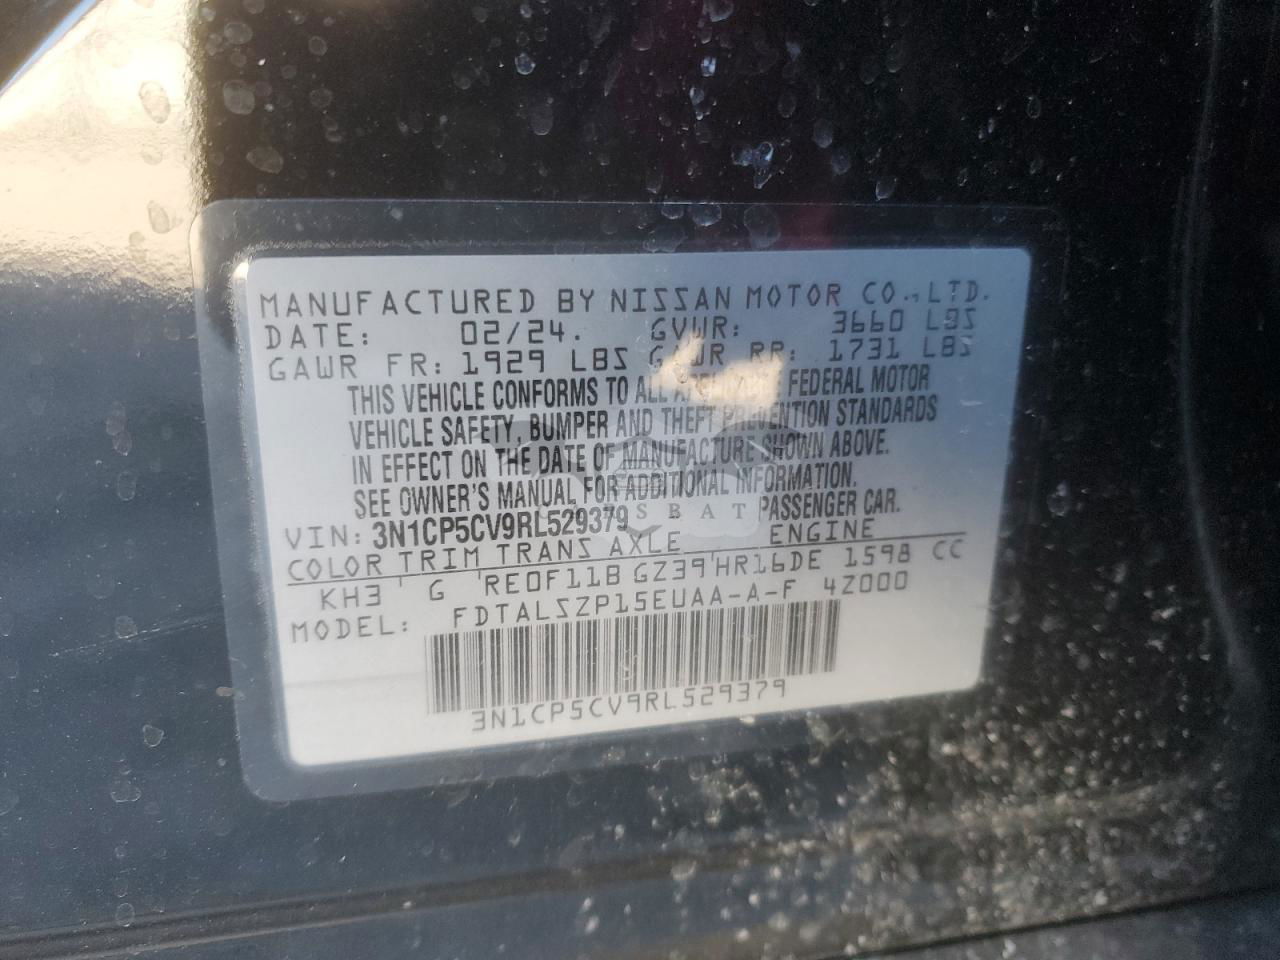 MANUFACTURED BY NISSAN MOTOR CO., LTD.
DATE: 02/24. GVWR: 3660 LBS
GAWR FR: 1929 LBS GAWR RR: 1731 LBS
THIS VEHICLE CONFORMS TO ALL APPLICABLE FEDERAL MOTOR
VEHICLE SAFETY, BUMPER AND THEFT PREVENTION STANDARDS
IN EFFECT ON THE DATE OF MANUFACTURE SHOWN ABOVE.
SEE OWNER'S MANUAL FOR ADDITIONAL INFORMATION.
VIN: 3N1CP5CV9RL529379 PASSENGER CAR.
COLOR TRIM TRANS AXLE ENGINE
KH3 G RE0F11B GZ39 HR16DE 1598 CC
MODEL: FDTALSZP15EUAA-A-F 4Z000
3N1CP5CV9RL529379